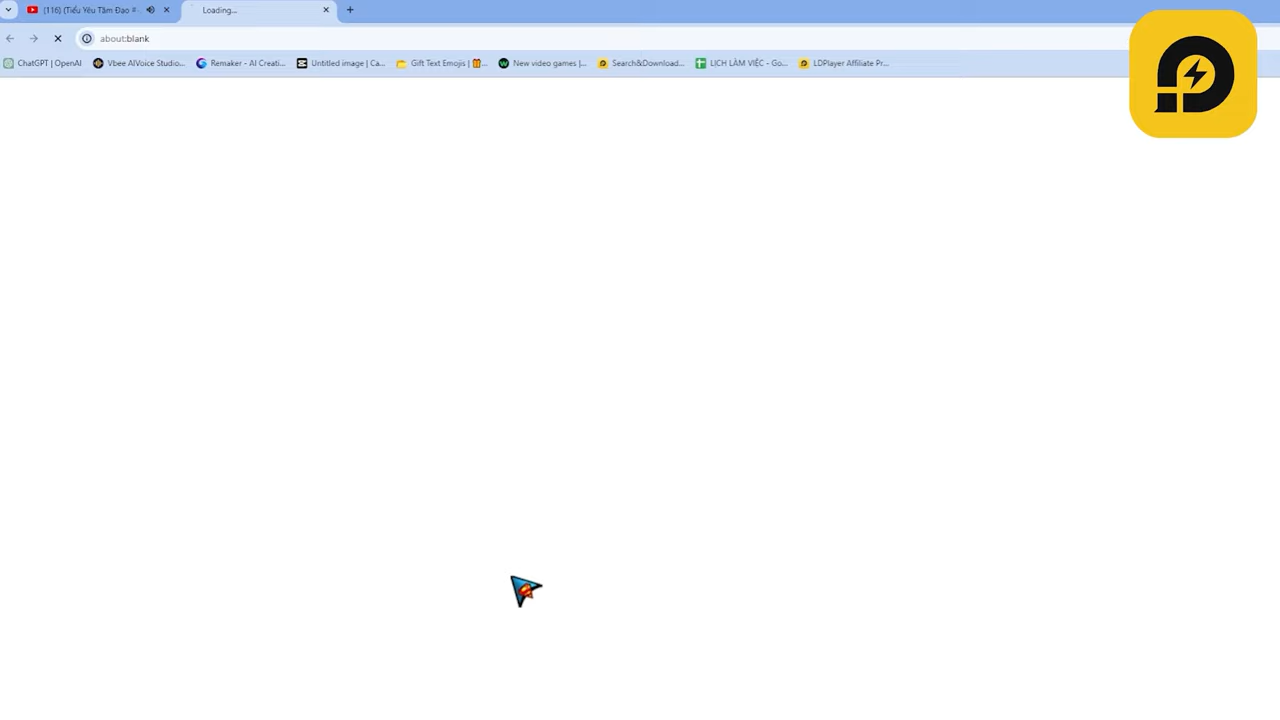 (116) (Tiểu Yêu Tầm Đạo #
Loading...
about:blank
ChatGPT | OpenAI
Vbee AIVoice Studio...
Remaker - AI Creati...
Untitled image | Ca...
Gift Text Emojis | 🎁...
New video games |...
Search&Download...
LỊCH LÀM VIỆC - Go...
LDPlayer Affiliate Pr...